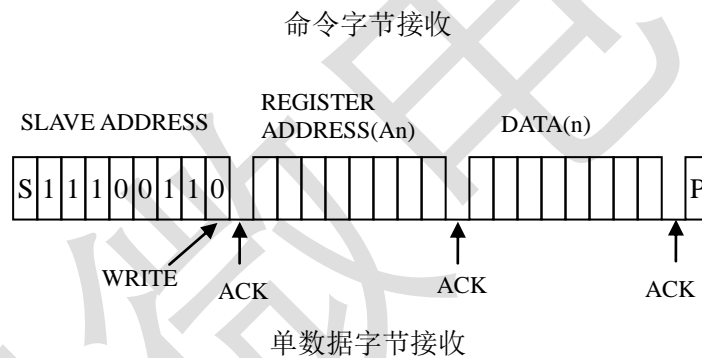 命令字节接收
SLAVE ADDRESS
REGISTER
ADDRESS(An)
DATA(n)
S 1 1 1 0 0 1 1 0 P
WRITE
ACK
ACK
ACK
单数据字节接收